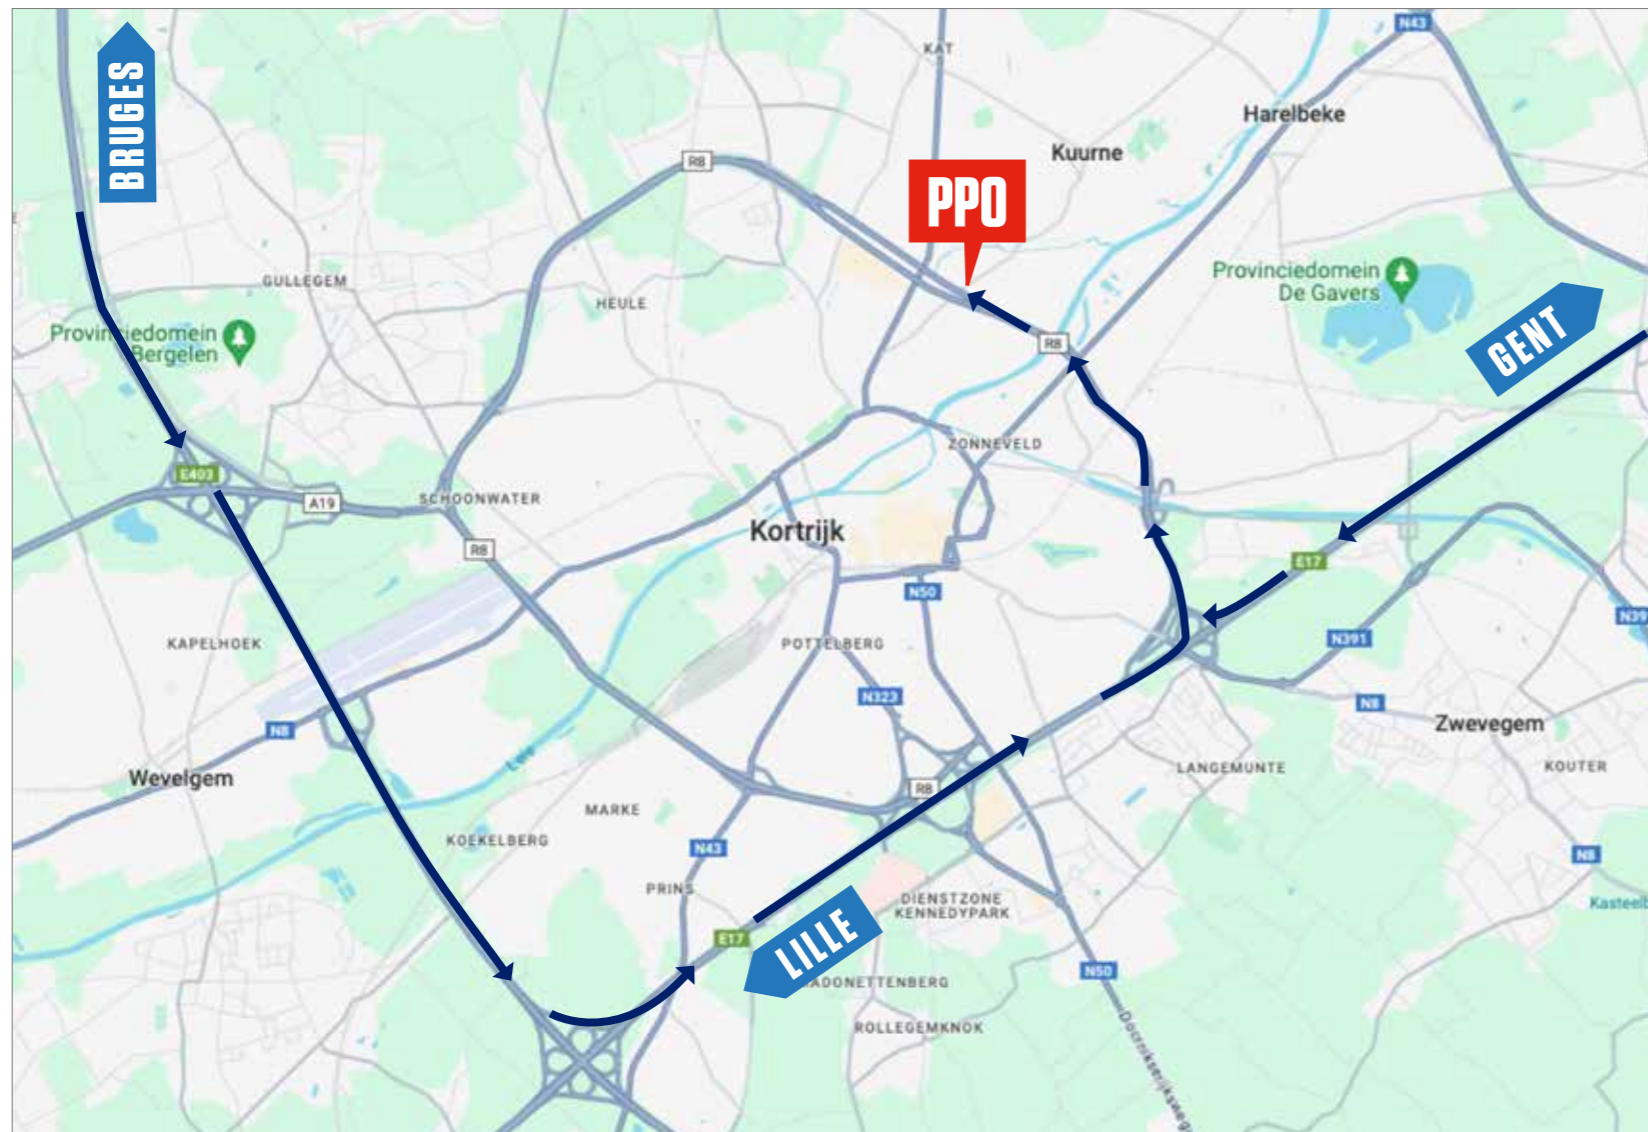 N43
KAT
BRUGES
Harelbeke
Kuurne
R8
PPO
Provinciedomein
De Gavers
GULLEGEM
HEULE
GENT
Provinciedomein
Bergelen
R8
ZONNEVELD
E403
A19
SCHOONWATER
Kortrijk
R8
E17
N50
N391
KAPELHOEK
POTTELBERG
N391
N323
N8
N8
Zwevegem
Leie
Wevelgem
LANGEMUNTE
KOUTER
R8
MARKE
KOEKELBERG
N43
N8
PRINS
DIENSTZONE
KENNEDYPARK
E17
LILLE
N50
ROLLEGEMKNOK